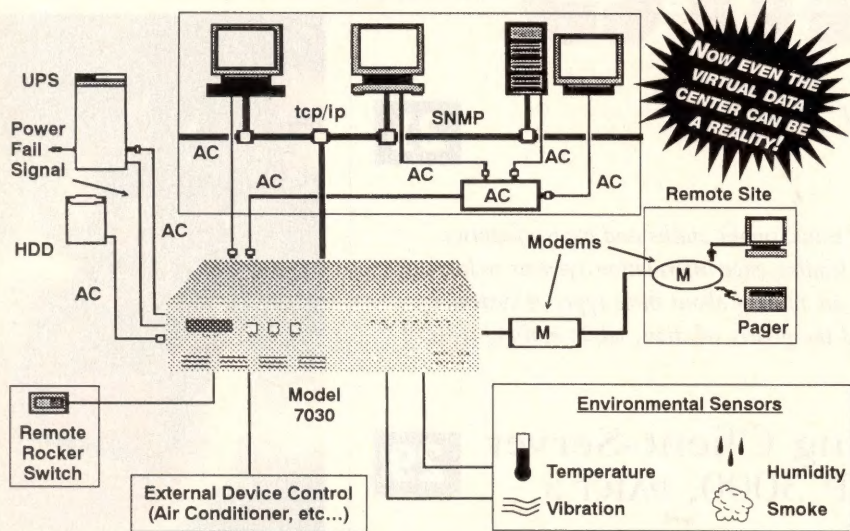 NOW EVEN THE
VIRTUAL DATA
CENTER CAN BE
A REALITY!
UPS
tcp/ip
SNMP
Power
Fail
Signal
AC
AC
AC
AC
AC
AC
HDD
AC
Remote Site
Modems
M
M
Pager
Model
7030
Remote
Rocker
Switch
External Device Control
(Air Conditioner, etc...)
Environmental Sensors
Temperature
Humidity
Vibration
Smoke